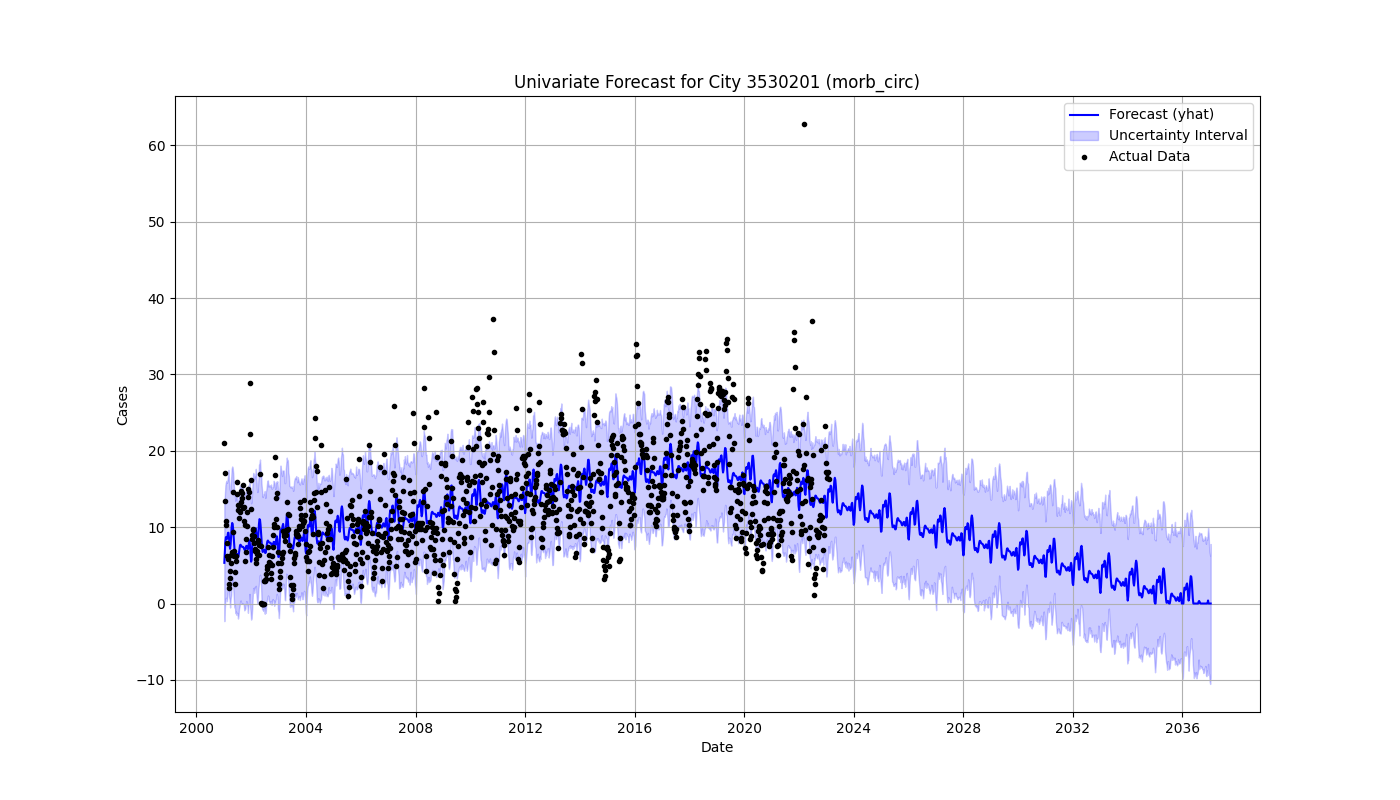 Univariate Forecast for City 3530201 (morb_circ)
Forecast (yhat)
Uncertainty Interval
Actual Data
Cases
60
50
40
30
20
10
0
−10
2000 2004 2008 2012 2016 2020 2024 2028 2032 2036
Date